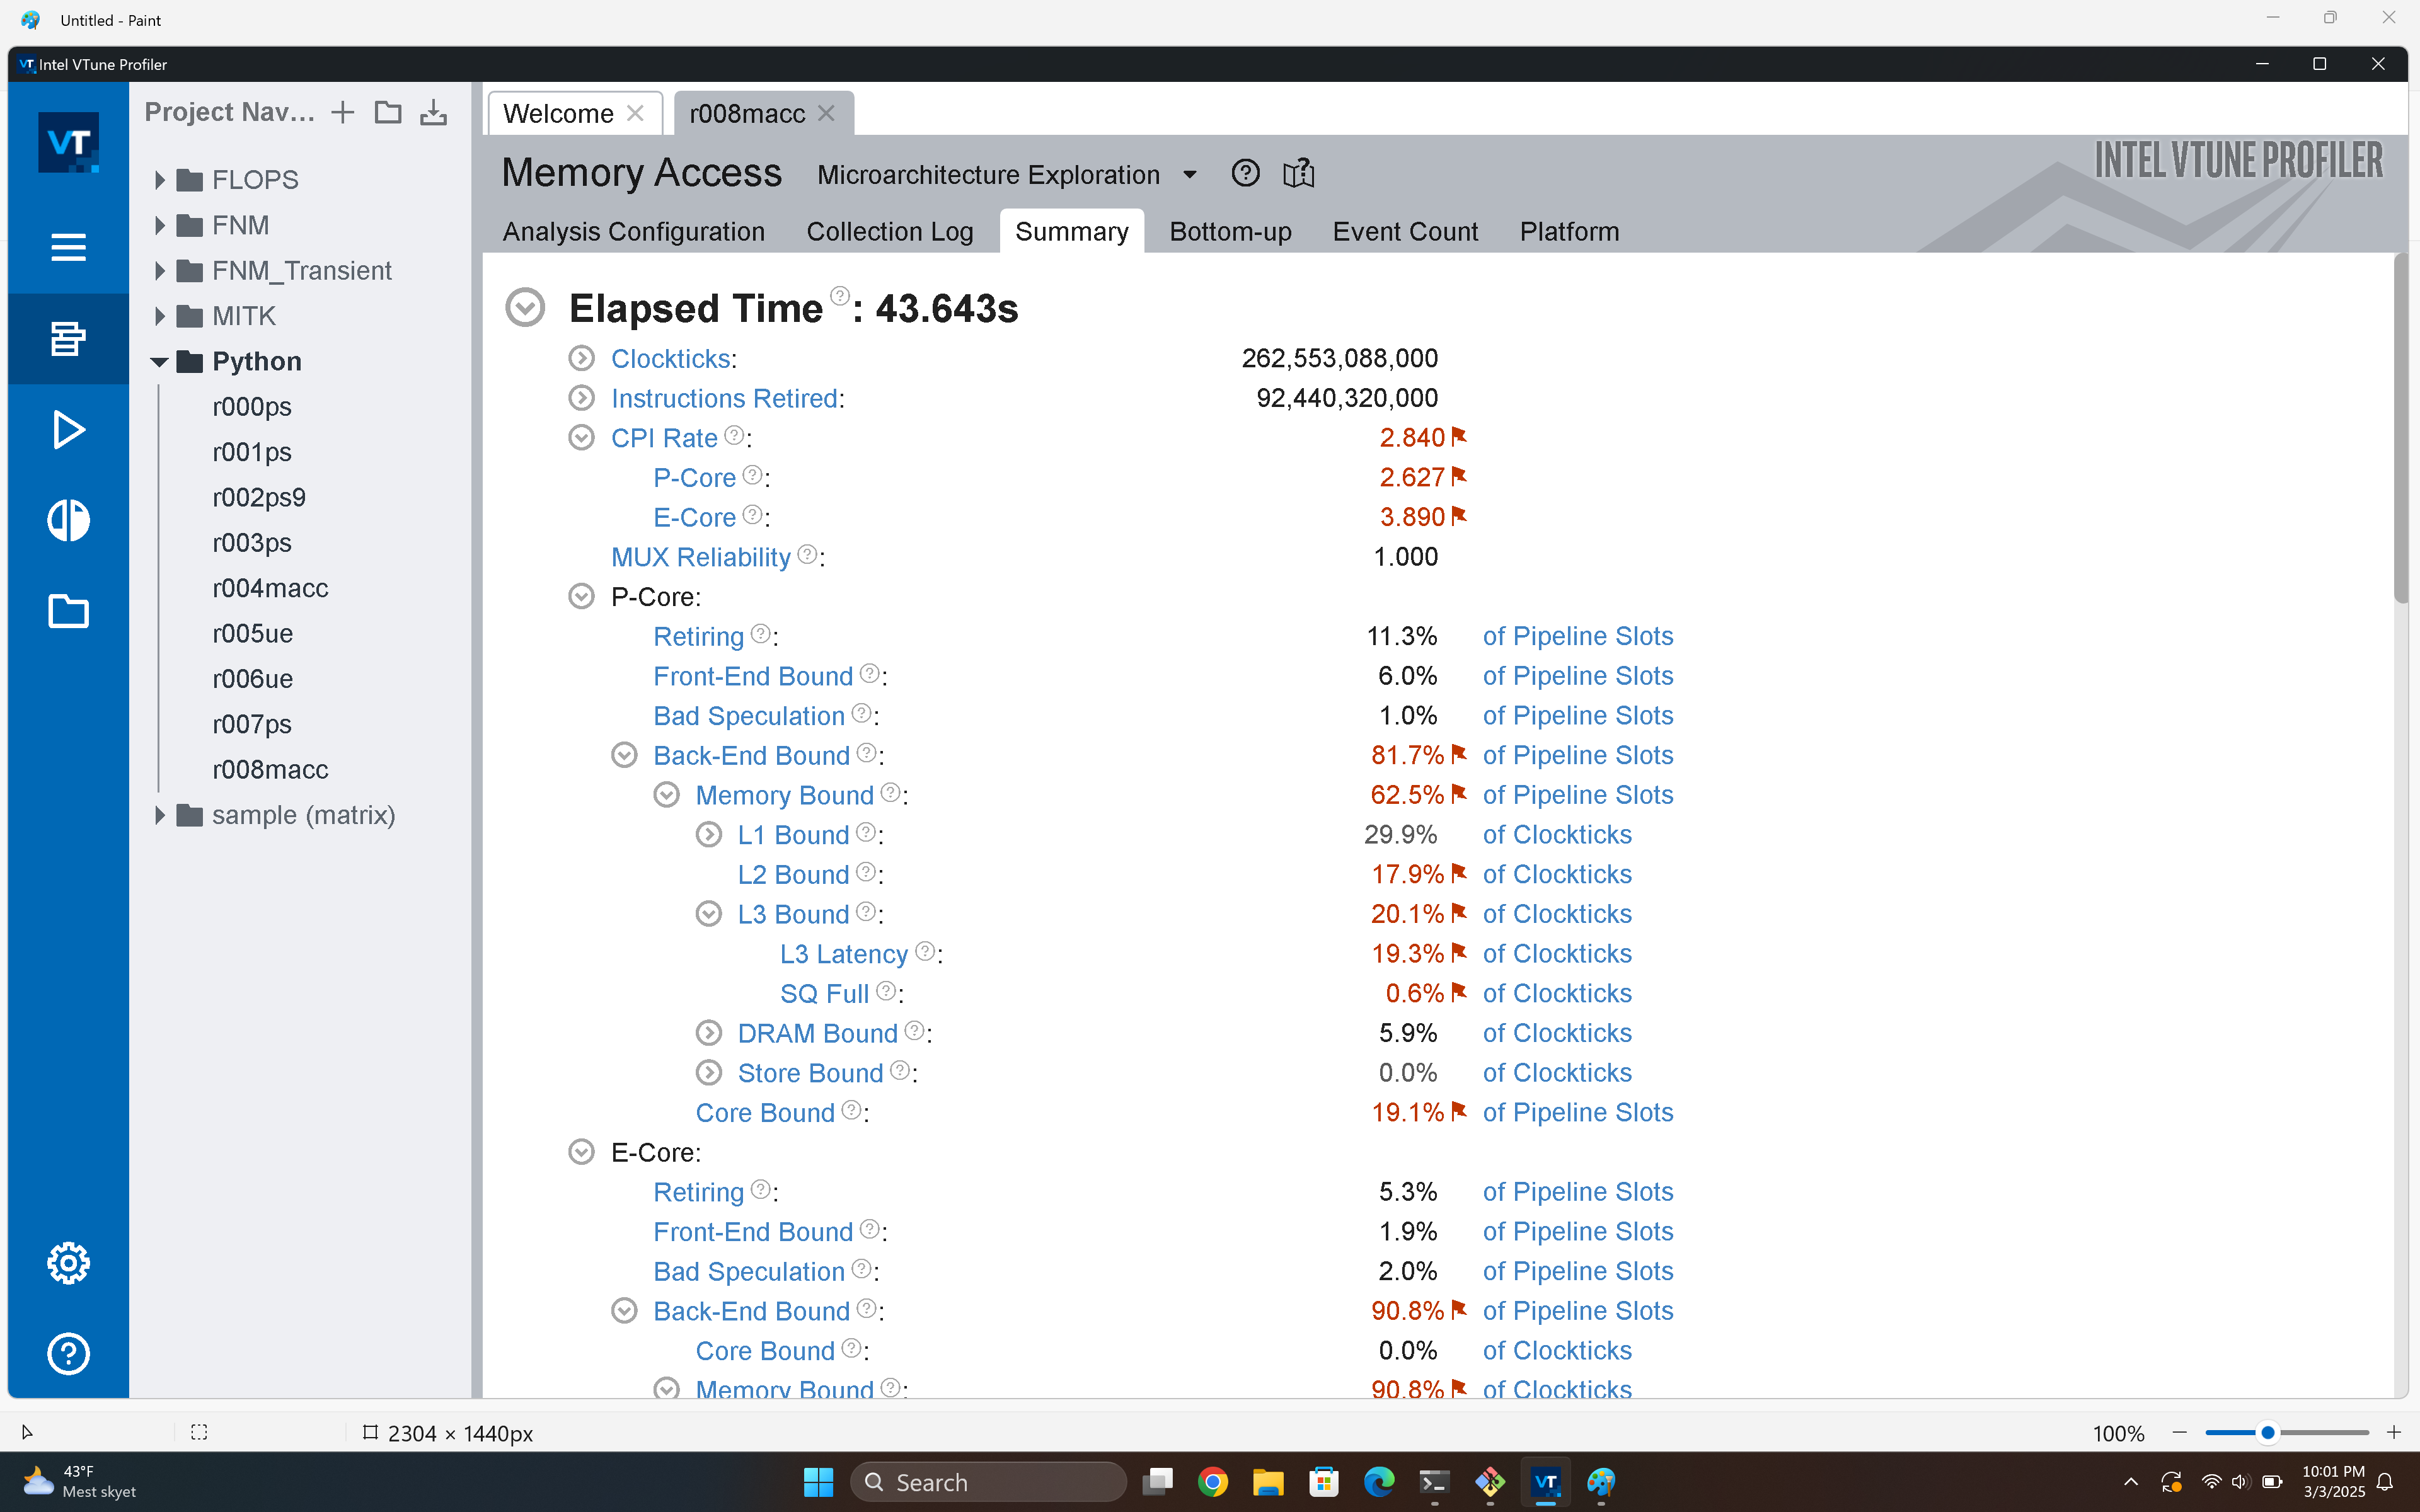 Untitled - Paint
VT Intel VTune Profiler
VT
Project Nav...
FLOPS
FNM
FNM_Transient
MITK
Python
r000ps
r001ps
r002ps9
r003ps
r004macc
r005ue
r006ue
r007ps
r008macc
sample (matrix)
Welcome
r008macc
Memory Access Microarchitecture Exploration
INTEL VTUNE PROFILER
Analysis Configuration Collection Log Summary Bottom-up Event Count Platform
Elapsed Time ?: 43.643s
Clockticks: 262,553,088,000
Instructions Retired: 92,440,320,000
CPI Rate ?: 2.840
P-Core ?: 2.627
E-Core ?: 3.890
MUX Reliability ?: 1.000
P-Core:
Retiring ?: 11.3% of Pipeline Slots
Front-End Bound ?: 6.0% of Pipeline Slots
Bad Speculation ?: 1.0% of Pipeline Slots
Back-End Bound ?: 81.7% of Pipeline Slots
Memory Bound ?: 62.5% of Pipeline Slots
L1 Bound ?: 29.9% of Clockticks
L2 Bound ?: 17.9% of Clockticks
L3 Bound ?: 20.1% of Clockticks
L3 Latency ?: 19.3% of Clockticks
SQ Full ?: 0.6% of Clockticks
DRAM Bound ?: 5.9% of Clockticks
Store Bound ?: 0.0% of Clockticks
Core Bound ?: 19.1% of Pipeline Slots
E-Core:
Retiring ?: 5.3% of Pipeline Slots
Front-End Bound ?: 1.9% of Pipeline Slots
Bad Speculation ?: 2.0% of Pipeline Slots
Back-End Bound ?: 90.8% of Pipeline Slots
Core Bound ?: 0.0% of Clockticks
Memory Bound ?: 90.8% of Clockticks
2304 × 1440px
100%
43°F
Mest skyet
Search
VT
10:01 PM
3/3/2025